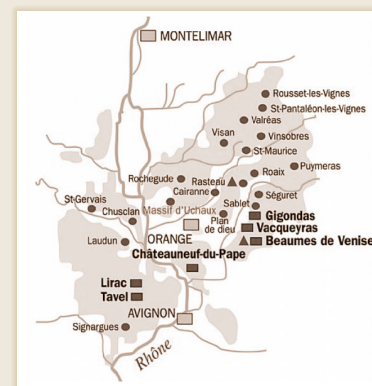 MONTELIMAR
Rousset-les-Vignes
St-Pantaléon-les-Vignes
Valréas
Visan
Vinsobres
St-Maurice
Puymeras
Rochegude
Rasteau
Roaix
Cairanne
St-Gervais
Massif d'Uchaux
Séguret
Sablet
Chusclan
Plan
de dieu
Gigondas
Vacqueyras
Laudun
ORANGE
Beaumes de Venise
Châteauneuf-du-Pape
Lirac
Tavel
AVIGNON
Signargues
Rhône